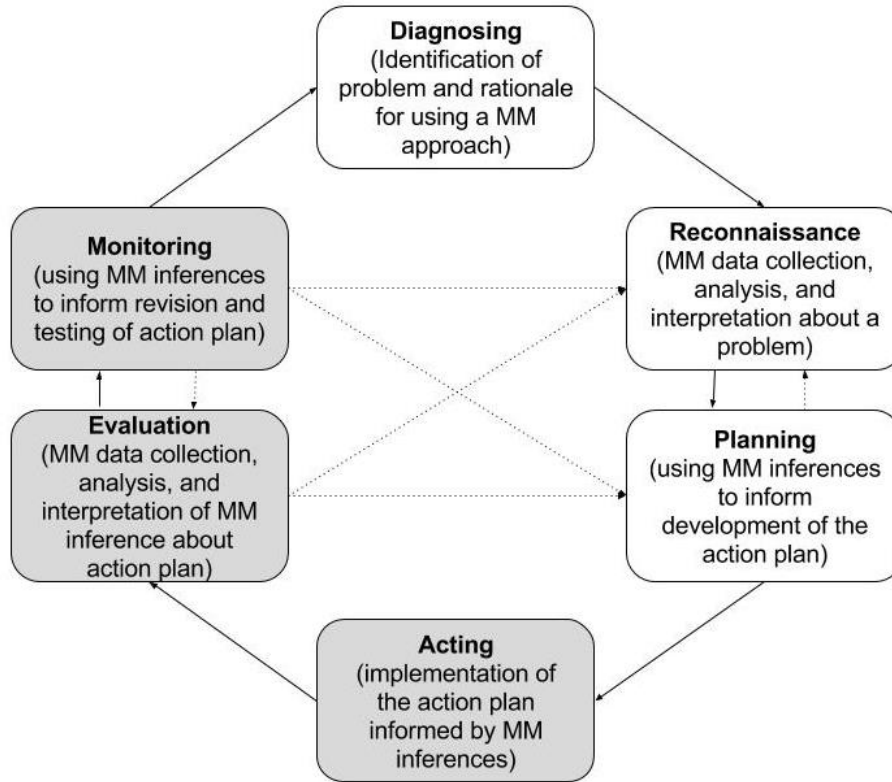 Diagnosing
(Identification of
problem and rationale
for using a MM
approach)
Monitoring
(using MM inferences
to inform revision and
testing of action plan)
Reconnaissance
(MM data collection,
analysis, and
interpretation about a
problem)
Evaluation
(MM data collection,
analysis, and
interpretation of MM
inference about
action plan)
Planning
(using MM inferences
to inform
development of the
action plan)
Acting
(implementation of
the action plan
informed by MM
inferences)